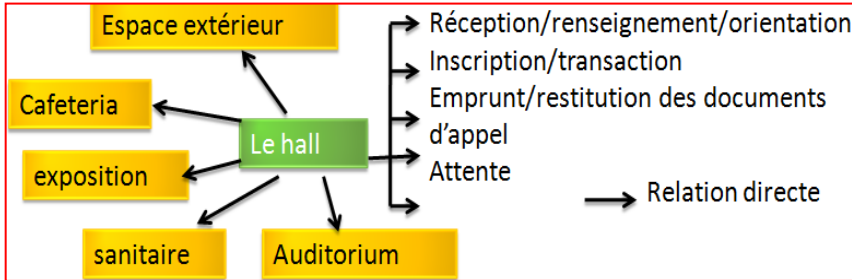 Espace extérieur
Réception/renseignement/orientation
Inscription/transaction
Cafeteria
Emprunt/restitution des documents
d'appel
Le hall
Attente
exposition
Relation directe
sanitaire
Auditorium